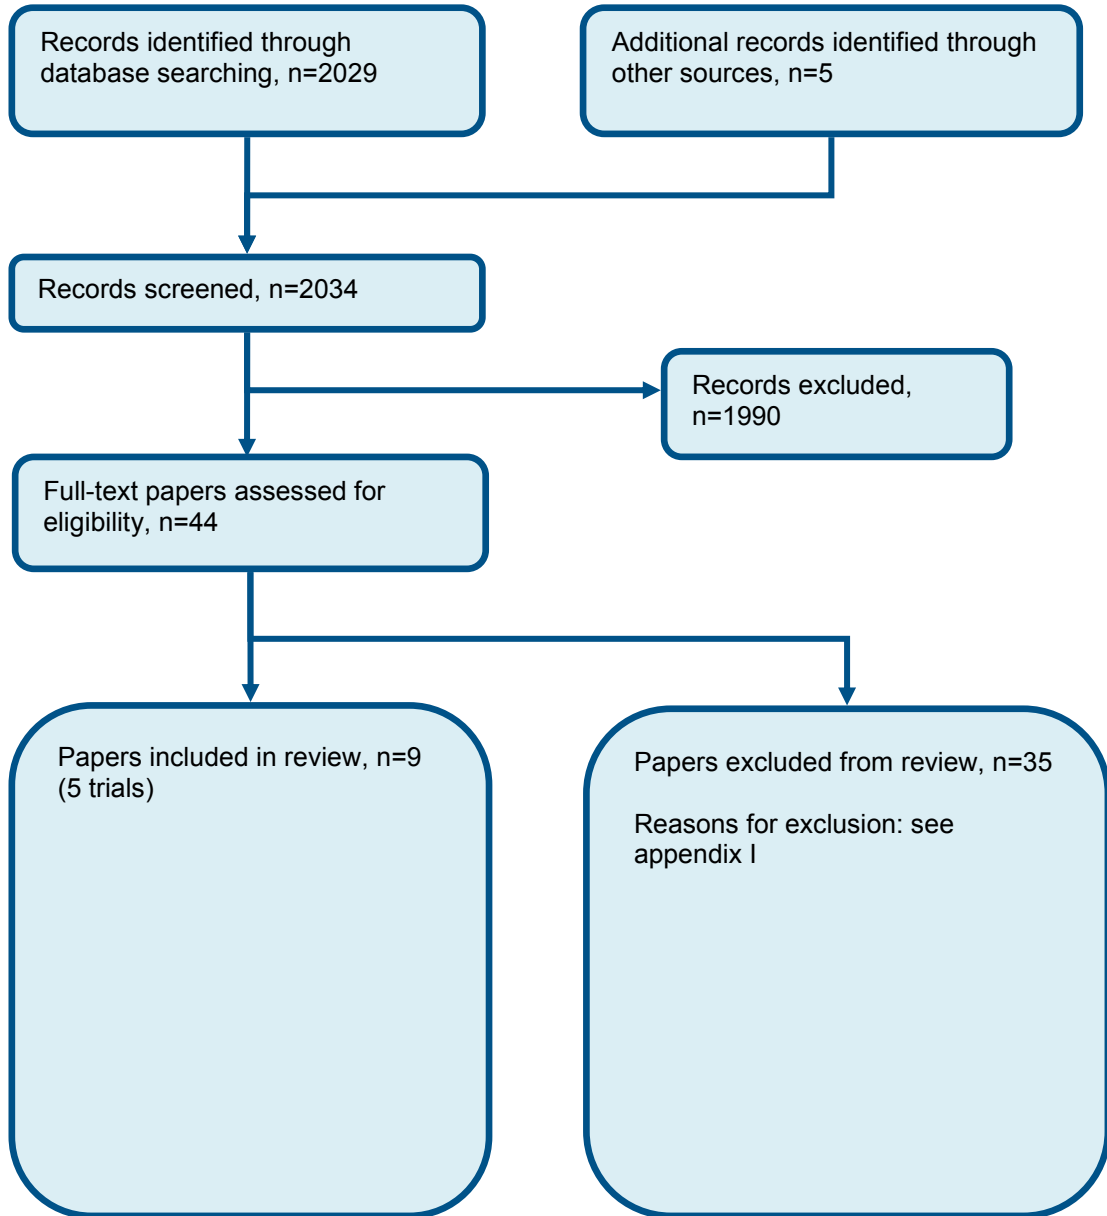 Records identified through
database searching, n=2029
Additional records identified through
other sources, n=5
Records screened, n=2034
Records excluded,
n=1990
Full-text papers assessed for
eligibility, n=44
Papers included in review, n=9
(5 trials)
Papers excluded from review, n=35
Reasons for exclusion: see
appendix I